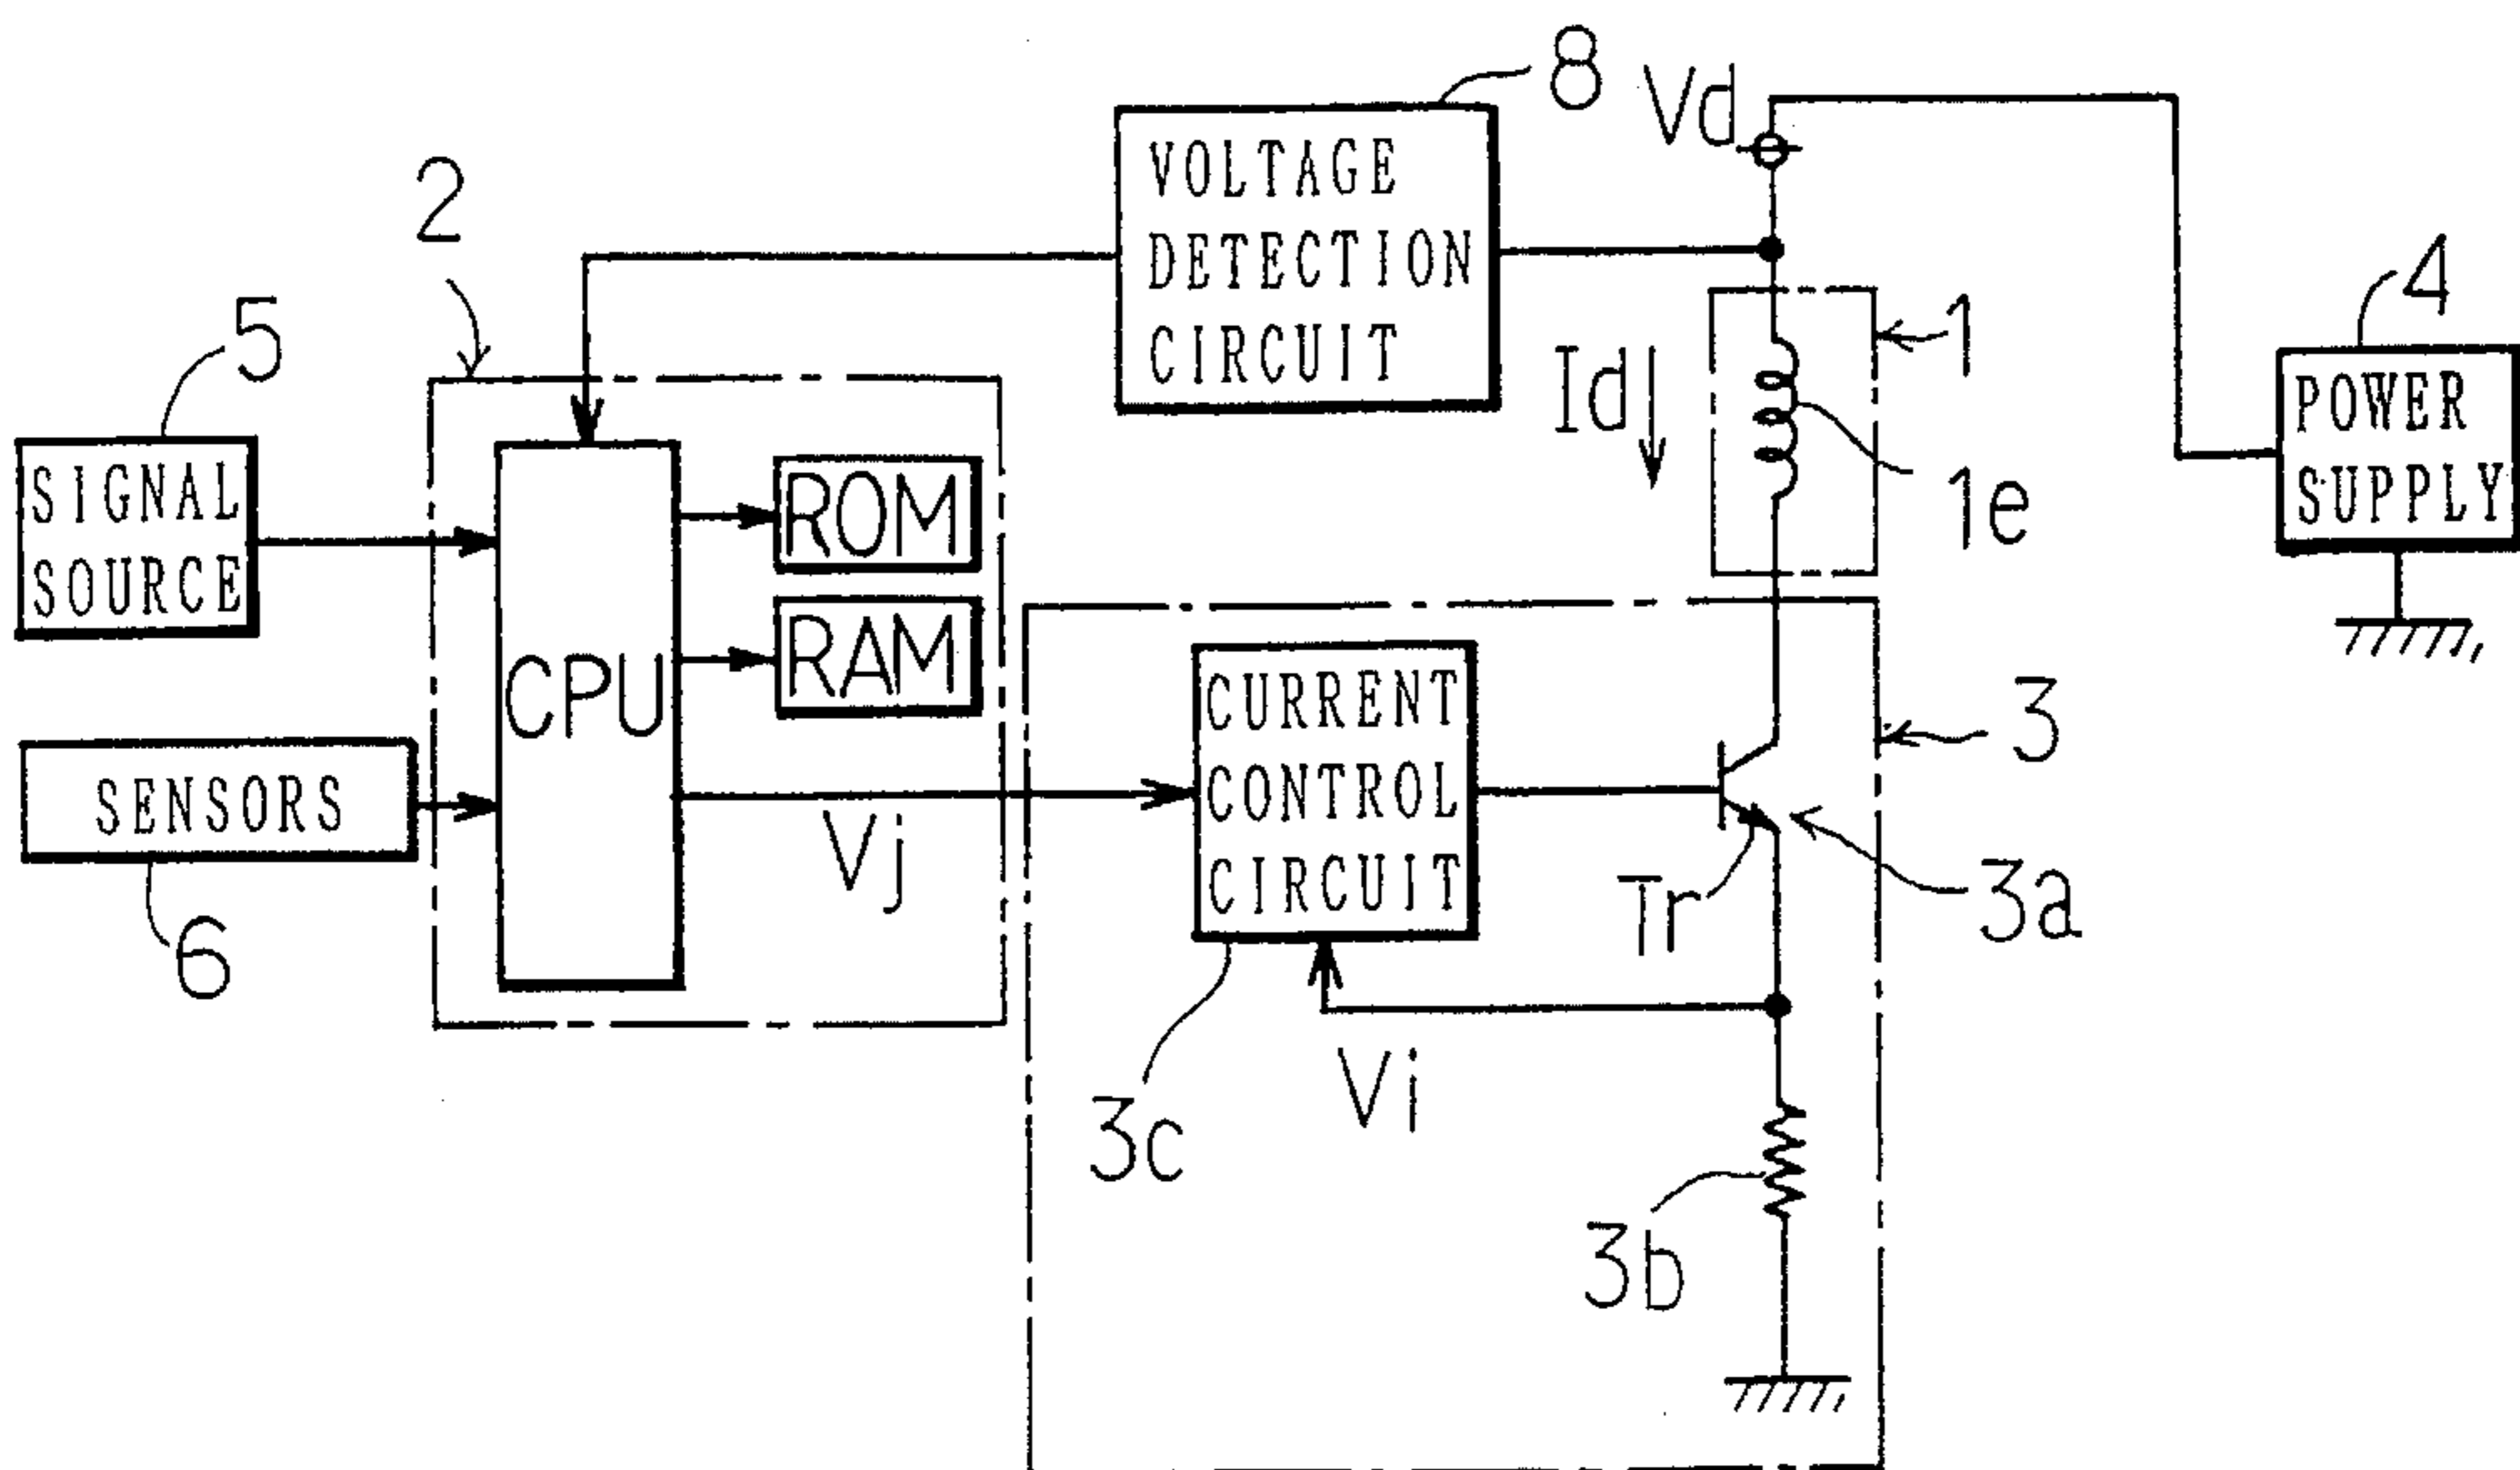 8
Vd
VOLTAGE
DETECTION
CIRCUIT
2
5
4
1
Id
1e
POWER
SUPPLY
SIGNAL
SOURCE
ROM
RAM
CPU
3
CURRENT
CONTROL
CIRCUIT
SENSORS
Vj
Tr
3a
6
Vi
3c
3b